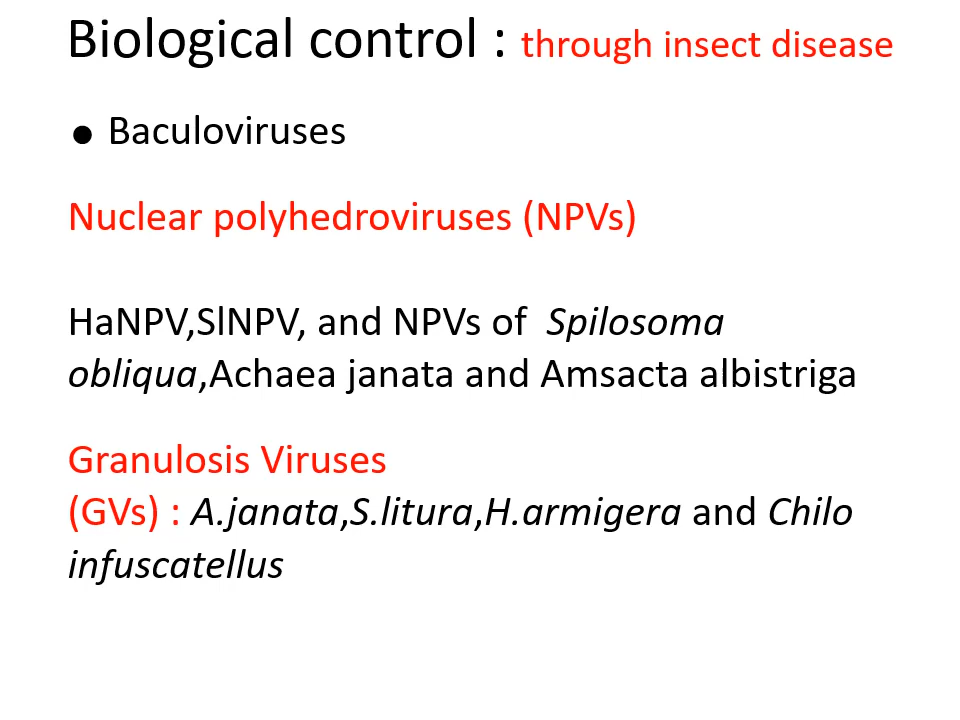 Biological control : through insect disease
● Baculoviruses
Nuclear polyhedroviruses (NPVs)
HaNPV,SlNPV, and NPVs of Spilosoma
obliqua,Achaea janata and Amsacta albistriga
Granulosis Viruses
(GVs) : A.janata,S.litura,H.armigera and Chilo
infuscatellus